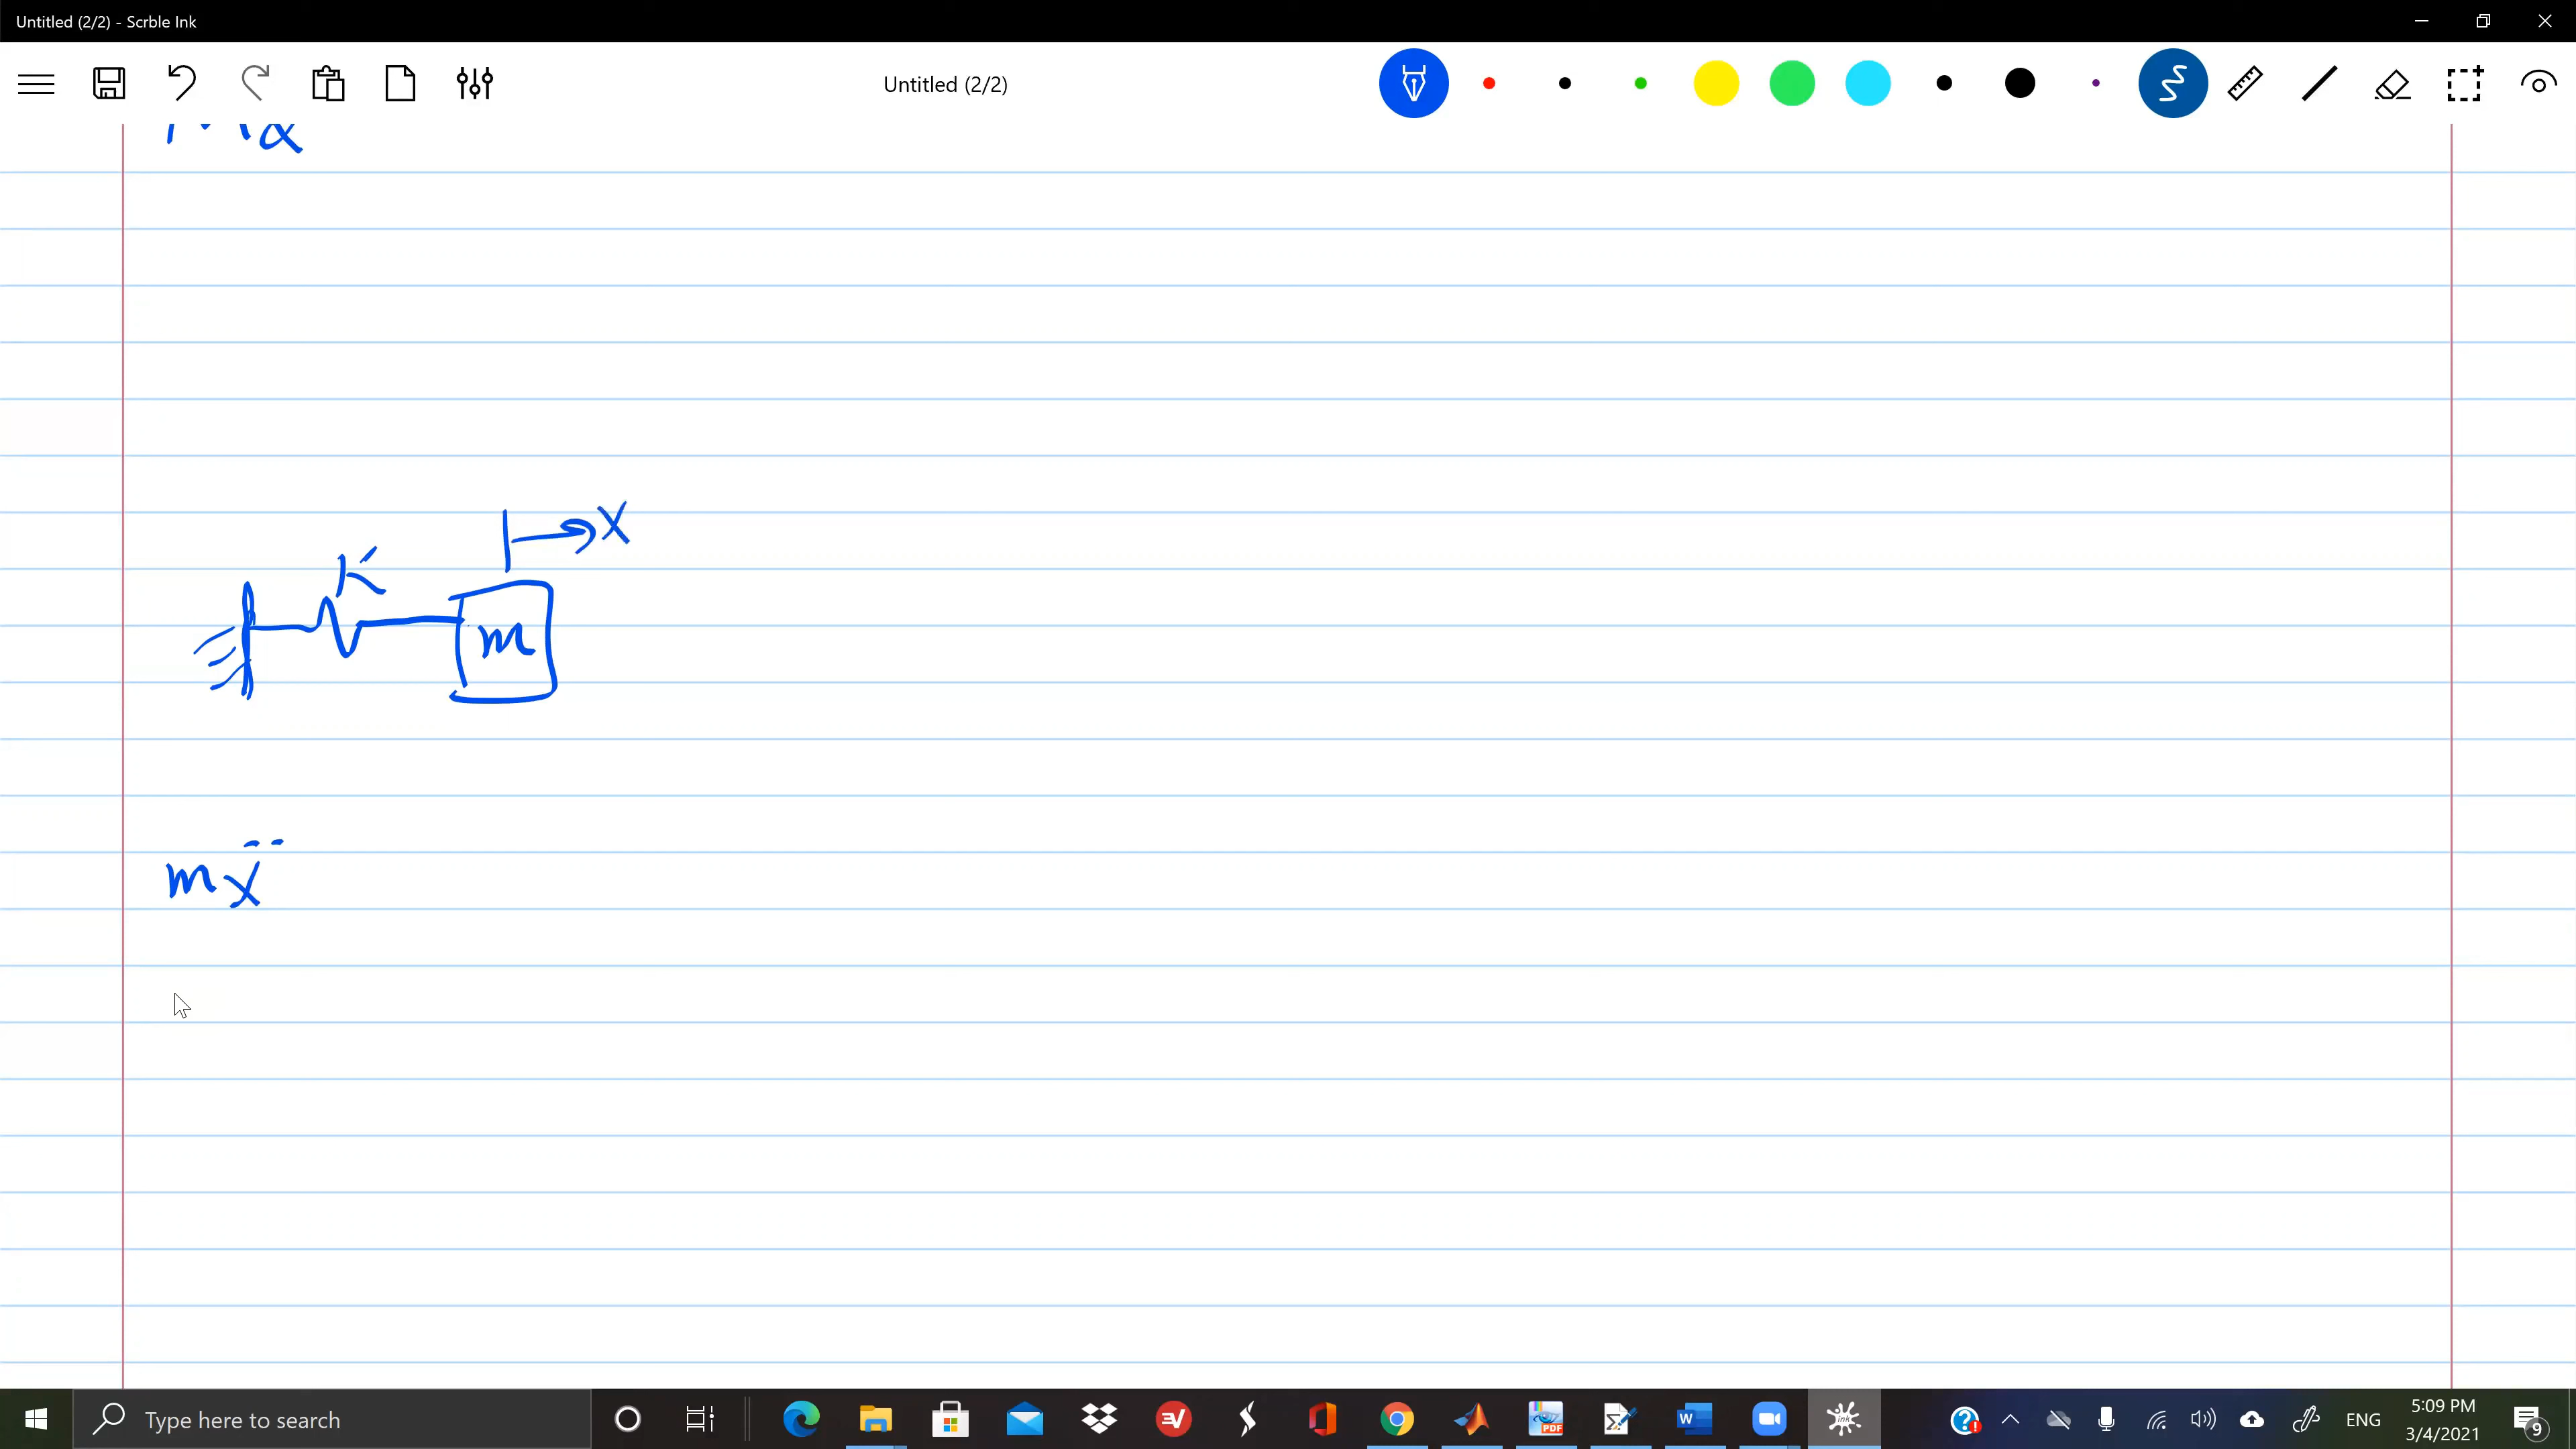 Untitled (2/2) - Scrble Ink
Untitled (2/2)
X
K
m
mẍ
Type here to search
ENG
5:09 PM
3/4/2021
9